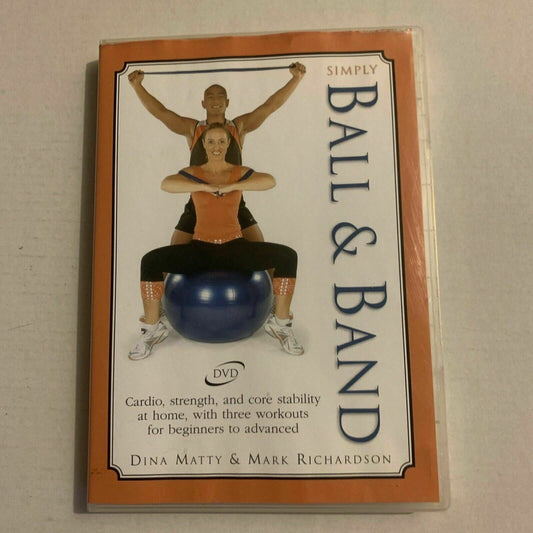 SIMPLY
BALL & BAND
DVD
Cardio, strength, and core stability
at home, with three workouts
for beginners to advanced
DINA MATTY & MARK RICHARDSON